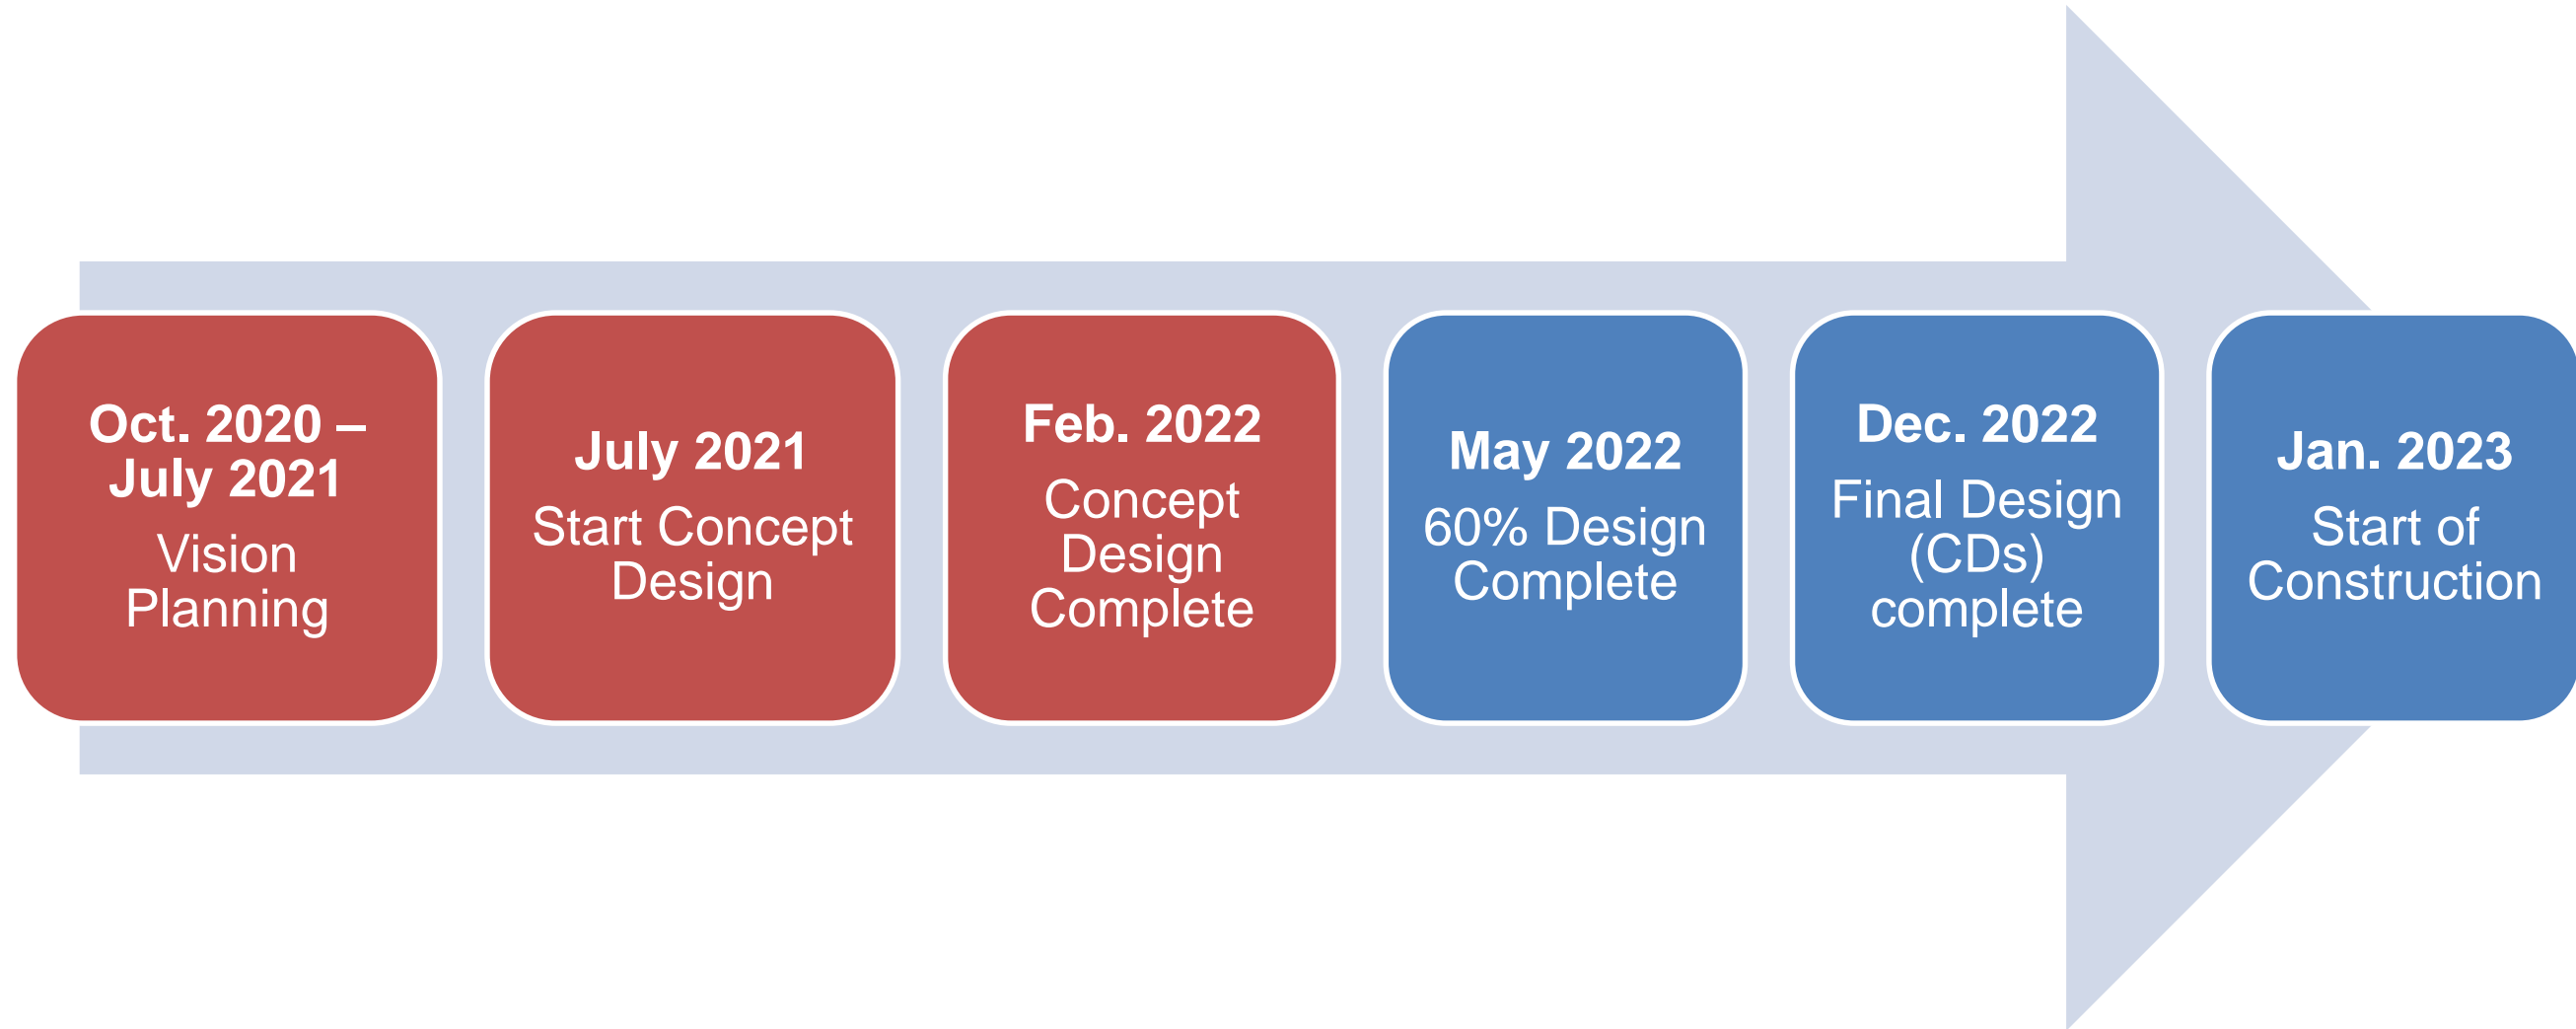 Oct. 2020 –
July 2021
Vision
Planning
July 2021
Start Concept
Design
Feb. 2022
Concept
Design
Complete
May 2022
60% Design
Complete
Dec. 2022
Final Design
(CDs)
complete
Jan. 2023
Start of
Construction